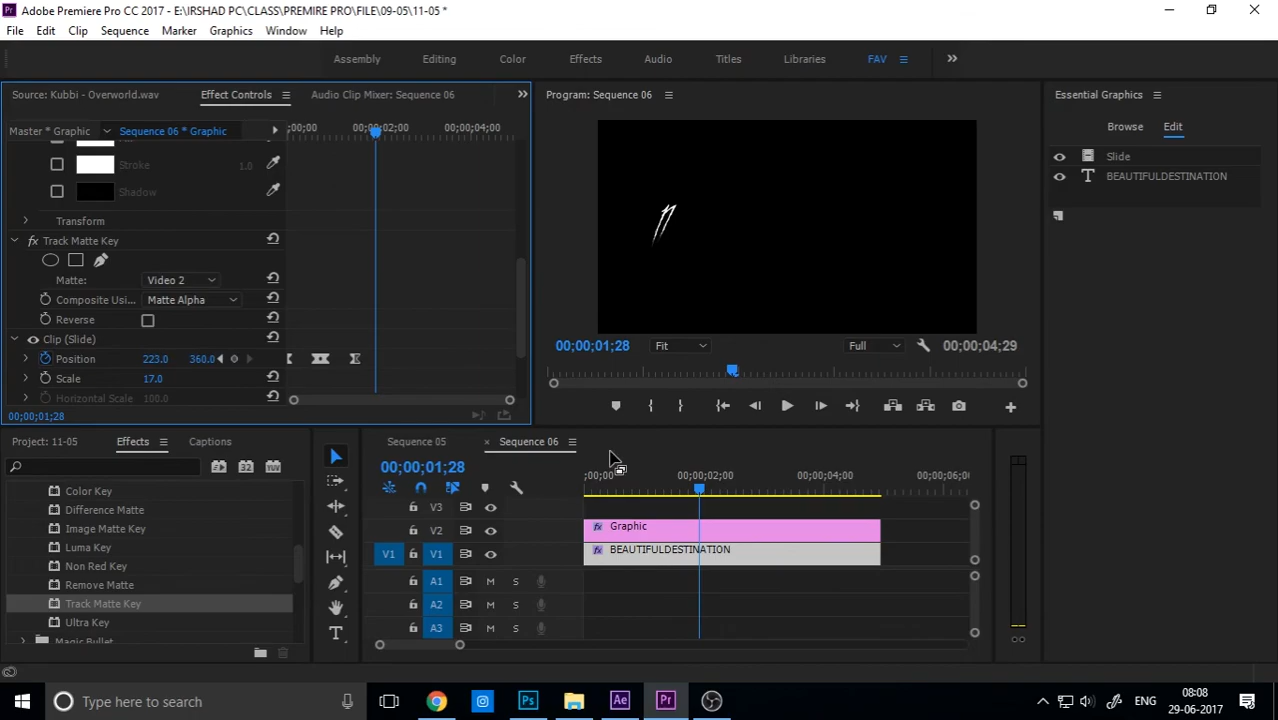 Adobe Premiere Pro CC 2017 - E:\IRSHAD PC\CLASS\PREMIRE PRO\FILE\09-05\11-05 *
File Edit Clip Sequence Marker Graphics Window Help
Assembly Editing Color Effects Audio Titles Libraries FAV
Source: Kubbi - Overworld.wav Effect Controls Audio Clip Mixer: Sequence 06
Program: Sequence 06
Essential Graphics
Master * Graphic Sequence 06 * Graphic
;00;00 00;00;02;00 00;00;04;00
Browse Edit
Stroke 1.0
Shadow
Transform
Track Matte Key
Matte: Video 2
Composite Usi... Matte Alpha
Reverse
Clip (Slide)
Position 223.0 360.0
Scale 17.0
Horizontal Scale 100.0
00;00;01;28
Slide
BEAUTIFULDESTINATION
00;00;01;28 Fit Full 00;00;04;29
Project: 11-05 Effects Captions
Color Key
Difference Matte
Image Matte Key
Luma Key
Non Red Key
Remove Matte
Track Matte Key
Ultra Key
Magic Bullet
Sequence 05 Sequence 06
00;00;01;28
;00;00 00;00;02;00 00;00;04;00 00;00;06;0
V3
V2 Graphic
V1 V1 BEAUTIFULDESTINATION
A1 M S
A2 M S
A3 M S
Type here to search
ENG
08:08
29-06-2017